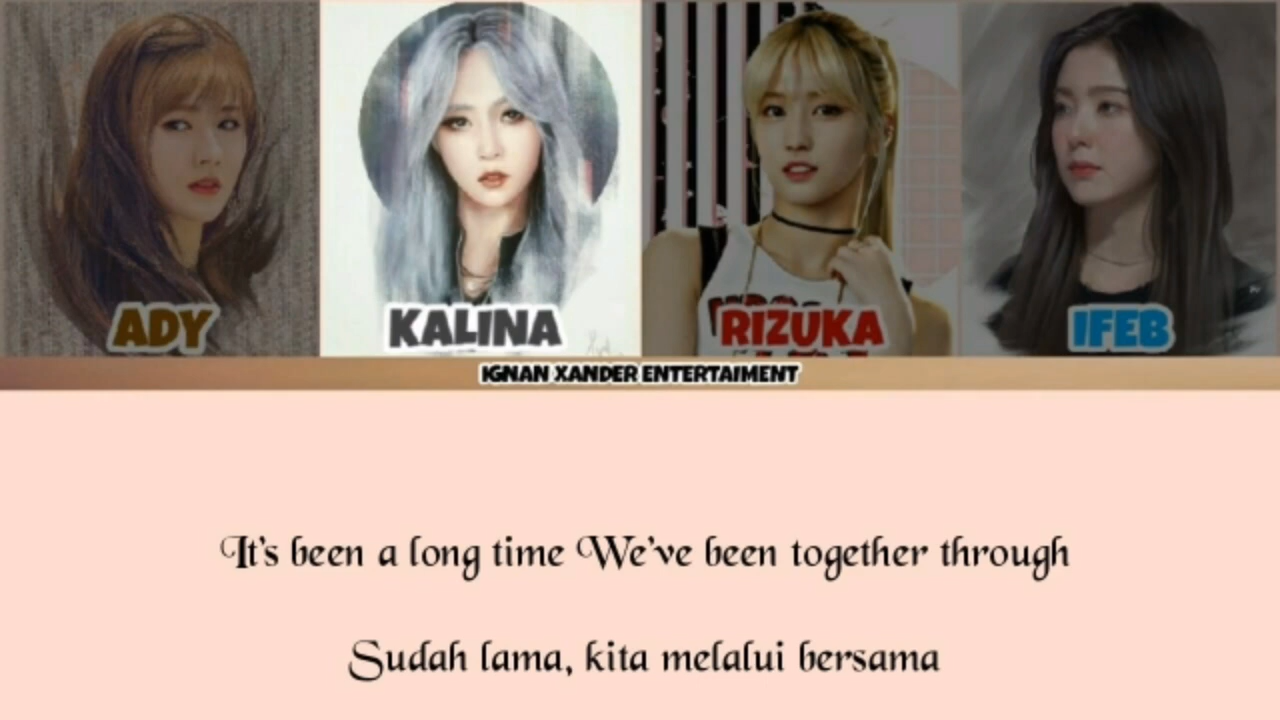 ADY
KALINA
RIZUKA
IFEB
IGNAN XANDER ENTERTAIMENT
It's been a long time We've been together through
Sudah lama, kita melalui bersama